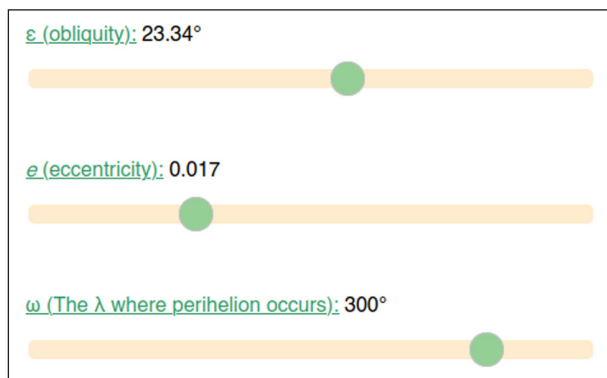 ε (obliquity): 23.34°
e (eccentricity): 0.017
ω (The λ where perihelion occurs): 300°